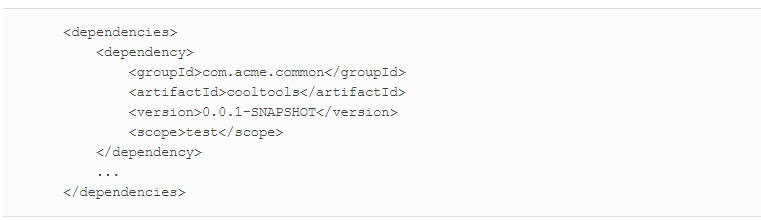 <dependencies>
<dependency>
<groupId>com.acme.common</groupId>
<artifactId>cooltools</artifactId>
<version>0.0.1-SNAPSHOT</version>
<scope>test</scope>
</dependency>
...
</dependencies>